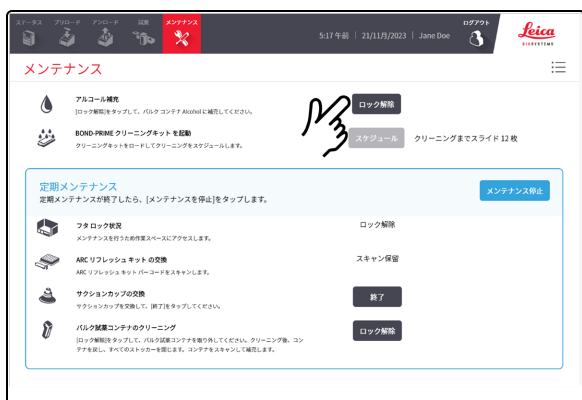 ステータス プリロード アンロード 試薬 メンテナンス
5:17 午前 | 21/11月/2023 | Jane Doe
ログアウト
Leica
BIOSYSTEMS
メンテナンス
アルコール補充
[ロック解除]をタップして、バルク コンテナ Alcohol に補充してください。
ロック解除
BOND-PRIME クリーニングキット を起動
クリーニングキットをロードしてクリーニングをスケジュールします。
スケジュール
クリーニングまでスライド 12 枚
定期メンテナンス
定期メンテナンスが終了したら、[メンテナンスを停止]をタップします。
メンテナンス停止
フタ ロック状況
メンテナンスを行うため作業スペースにアクセスします。
ロック解除
ARC リフレッシュ キット の交換
ARC リフレッシュ キット バーコードをスキャンします。
スキャン保留
サクションカップの交換
サクションカップを交換して、[終了]をタップしてください。
終了
バルク試薬コンテナのクリーニング
[ロック解除]をタップして、バルク試薬コンテナを取り外してください。クリーニング後、コン
テナを戻し、すべてのストッカーを閉じます。コンテナをスキャンして補充します。
ロック解除